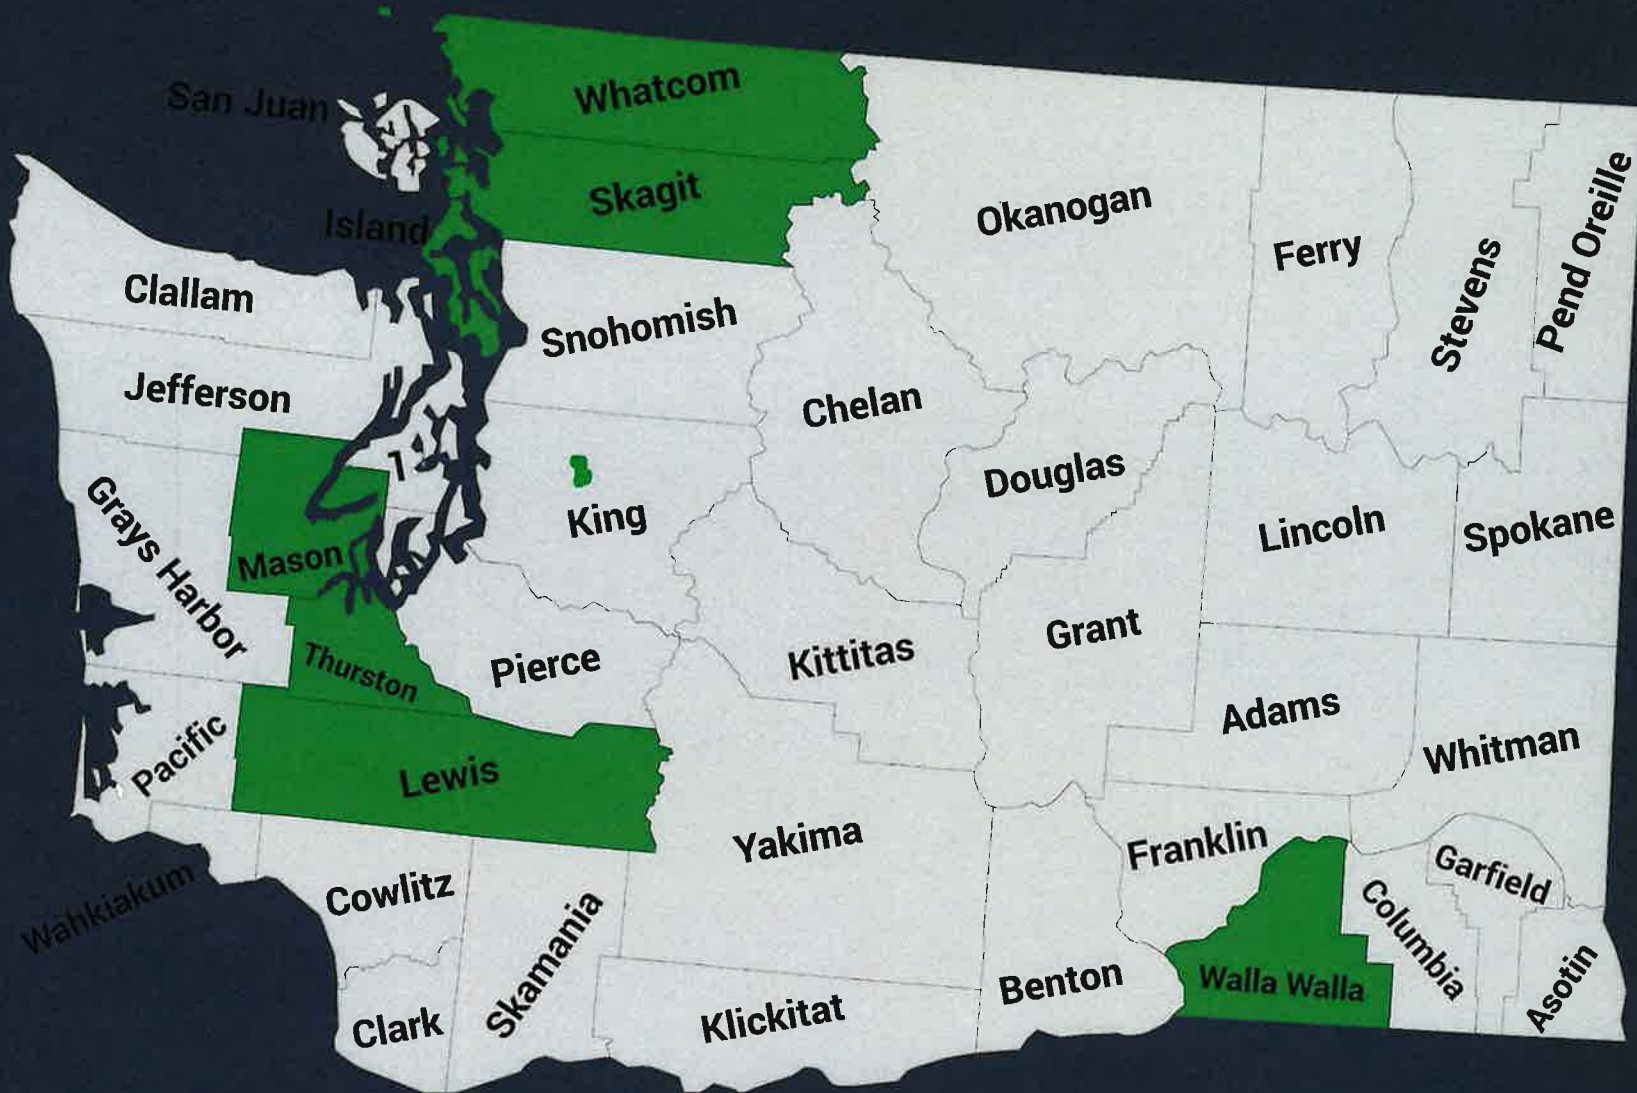 Whatcom
San Juan
Skagit
Island
Okanogan
Ferry
Stevens
Pend Oreille
Clallam
Snohomish
Jefferson
Chelan
1
Douglas
King
Lincoln
Spokane
Grays Harbor
Mason
Grant
Kittitas
Pierce
Thurston
Adams
Whitman
Pacific
Lewis
Yakima
Franklin
Garfield
Columbia
Wahkiakum
Cowlitz
Skamania
Walla Walla
Asotin
Benton
Clark
Klickitat